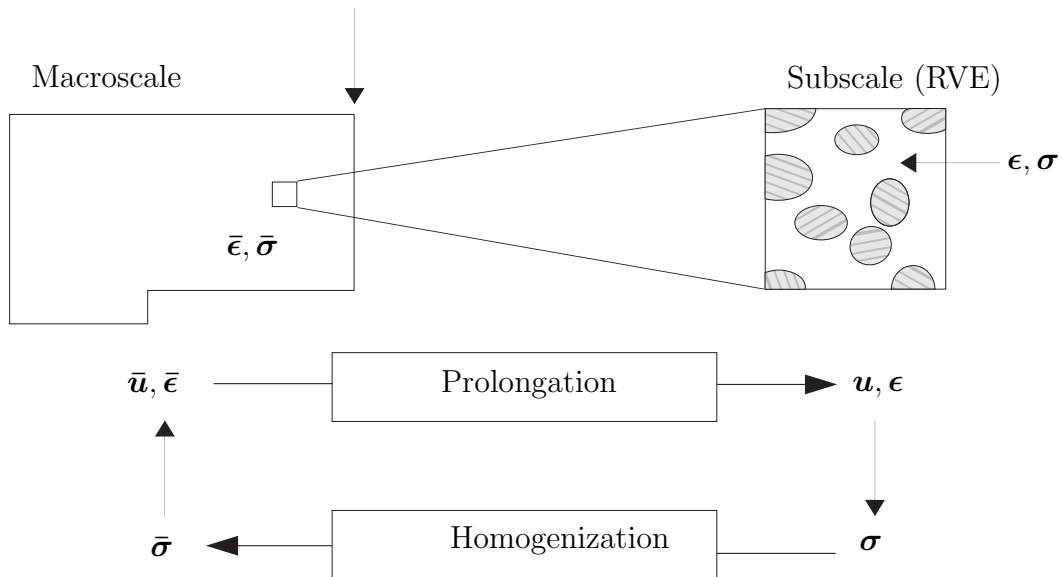 Macroscale
Subscale (RVE)
ϵ, σ
ϵ̄, σ̄
ū, ϵ̄
Prolongation
u, ϵ
σ̄
Homogenization
σ